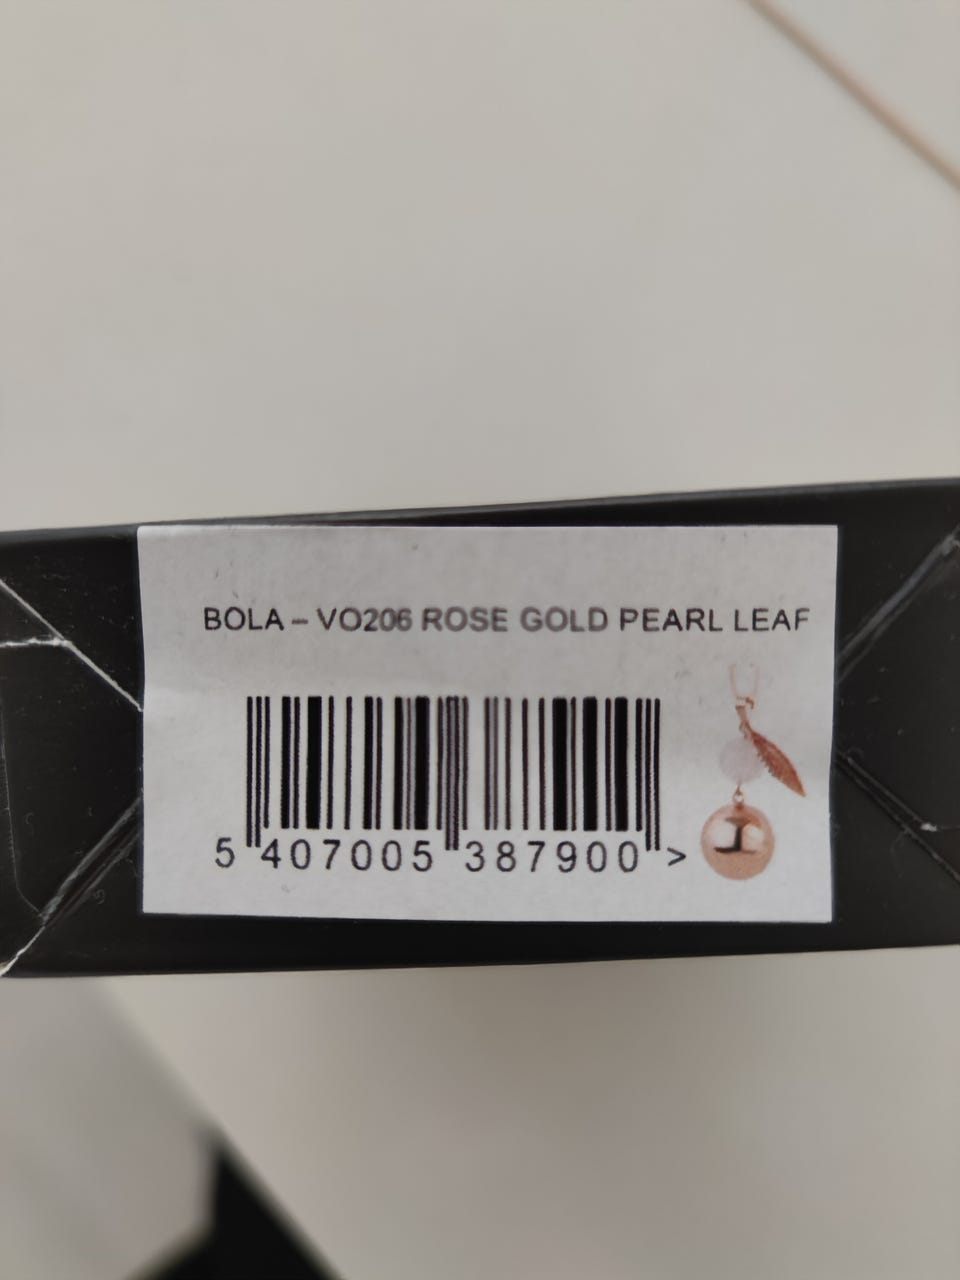 BOLA – VO206 ROSE GOLD PEARL LEAF
5 407005 387900 >